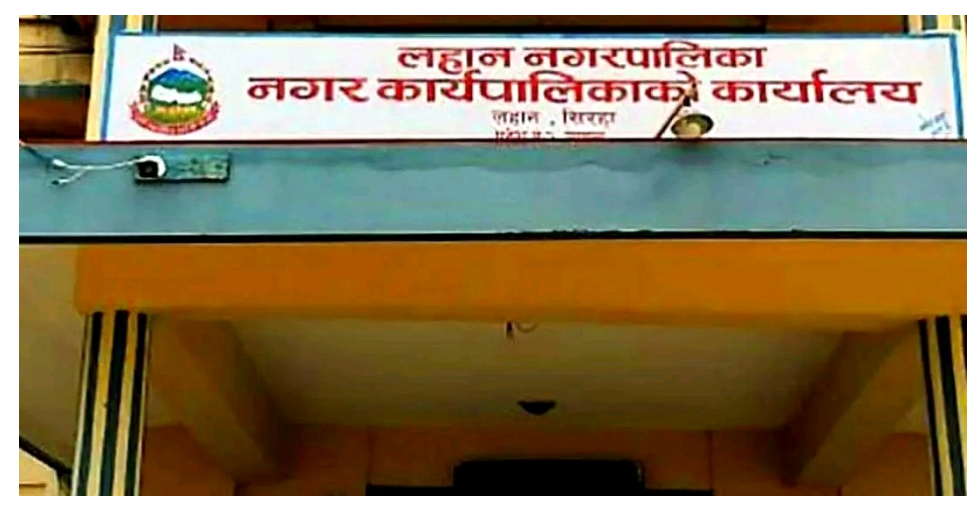 लहान नगरपालिका
नगर कार्यपालिकाको कार्यालय
लहान , सिरहा